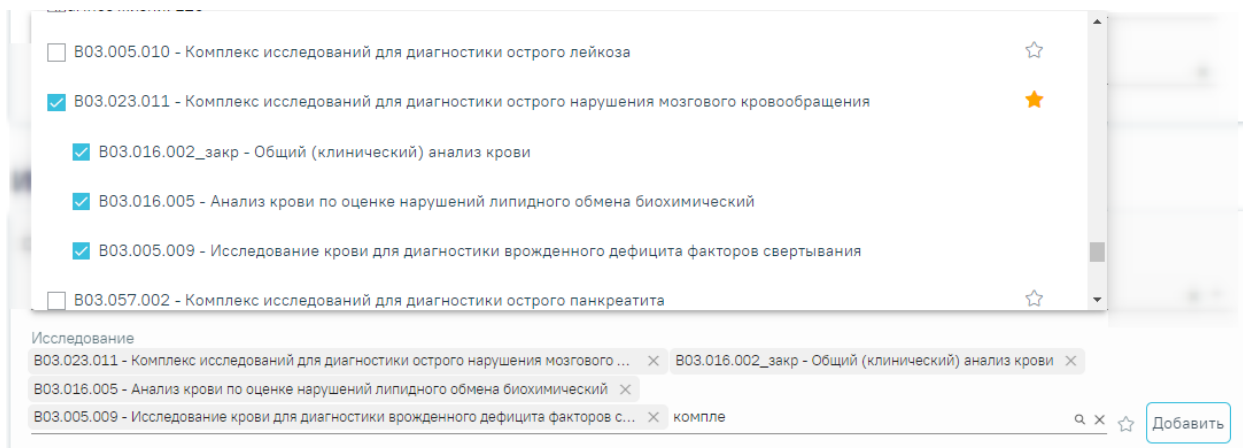 B03.005.010 - Комплекс исследований для диагностики острого лейкоза
B03.023.011 - Комплекс исследований для диагностики острого нарушения мозгового кровообращения
B03.016.002_закр - Общий (клинический) анализ крови
B03.016.005 - Анализ крови по оценке нарушений липидного обмена биохимический
B03.005.009 - Исследование крови для диагностики врожденного дефицита факторов свертывания
B03.057.002 - Комплекс исследований для диагностики острого панкреатита
Исследование
B03.023.011 - Комплекс исследований для диагностики острого нарушения мозгового ... B03.016.002_закр - Общий (клинический) анализ крови
B03.016.005 - Анализ крови по оценке нарушений липидного обмена биохимический
B03.005.009 - Исследование крови для диагностики врожденного дефицита факторов с... компле Добавить